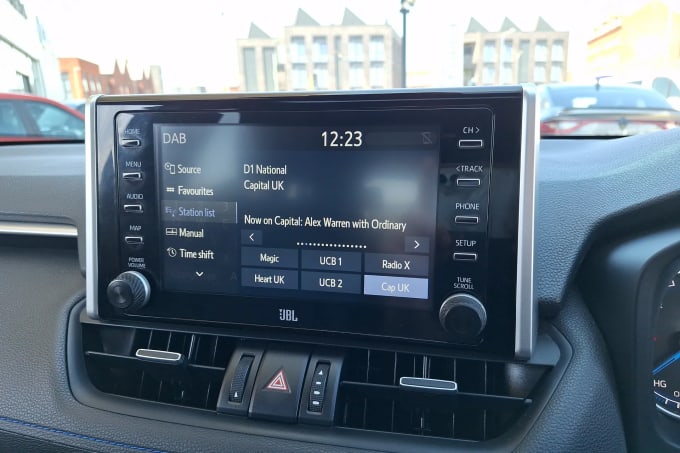 HOME
MENU
AUDIO
MAP
POWER
VOLUME
DAB
12:23
Source
Favourites
Station list
Manual
Time shift
D1 National
Capital UK
Now on Capital: Alex Warren with Ordinary
<
>
Magic
UCB 1
Radio X
Heart UK
UCB 2
Cap UK
JBL
CH >
< TRACK
PHONE
SETUP
TUNE
SCROLL
HG